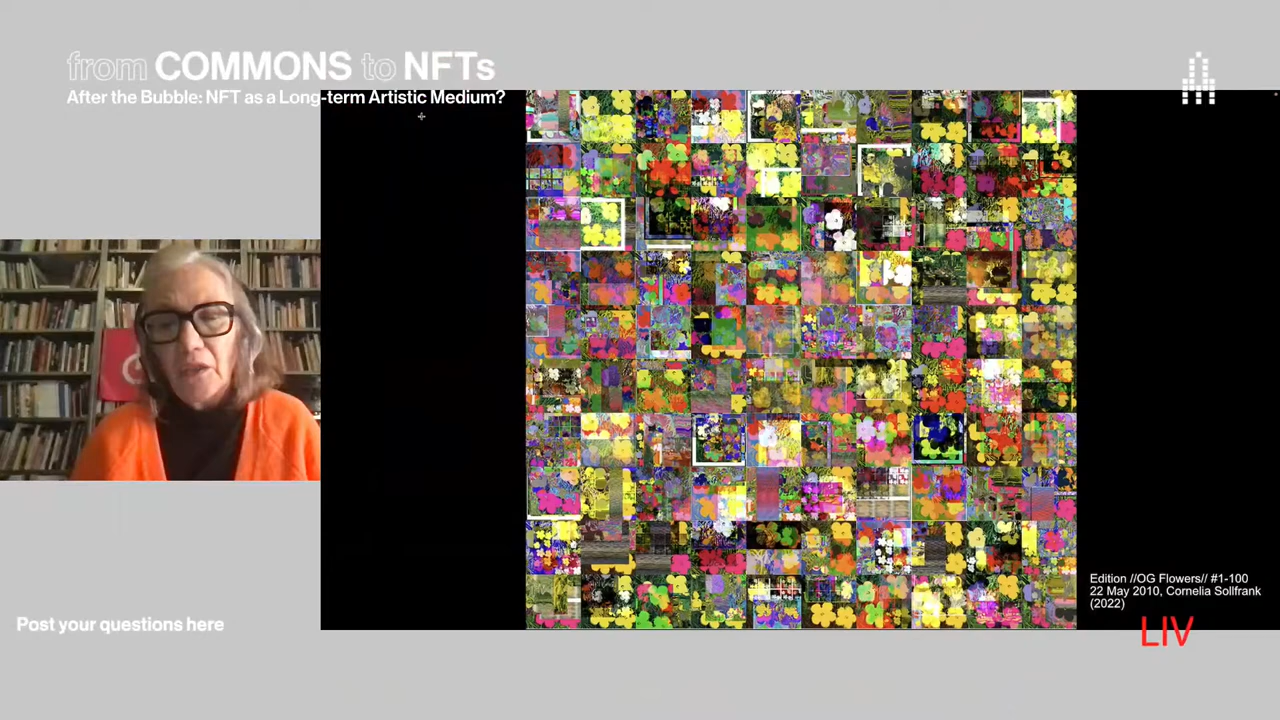 from COMMONS to NFTs
After the Bubble: NFT as a Long-term Artistic Medium?
Edition //OG Flowers// #1-100
22 May 2010, Cornelia Sollfrank
(2022)
LIV
Post your questions here